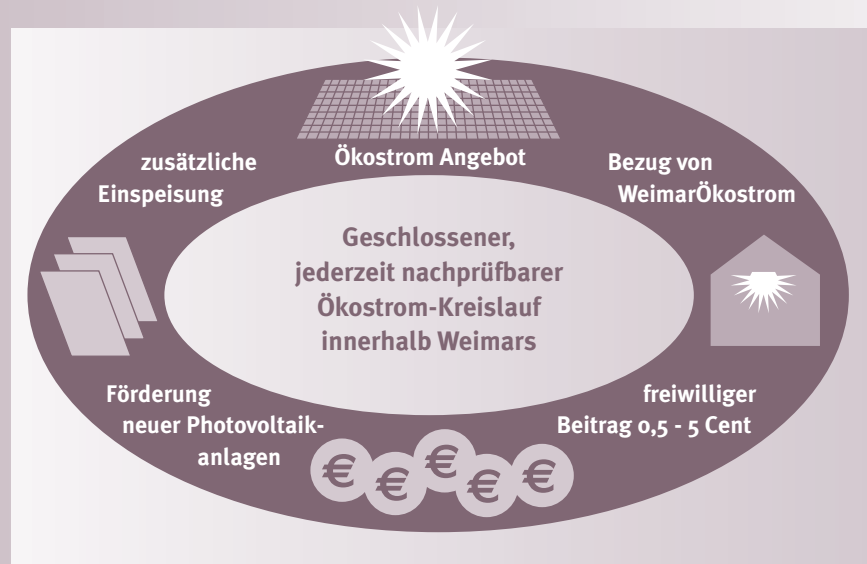 Ökostrom Angebot
Bezug von
WeimarÖkostrom
freiwilliger
Beitrag 0,5 - 5 Cent
€ € € € €
Förderung
neuer Photovoltaik-
anlagen
zusätzliche
Einspeisung
Geschlossener,
jederzeit nachprüfbarer
Ökostrom-Kreislauf
innerhalb Weimars